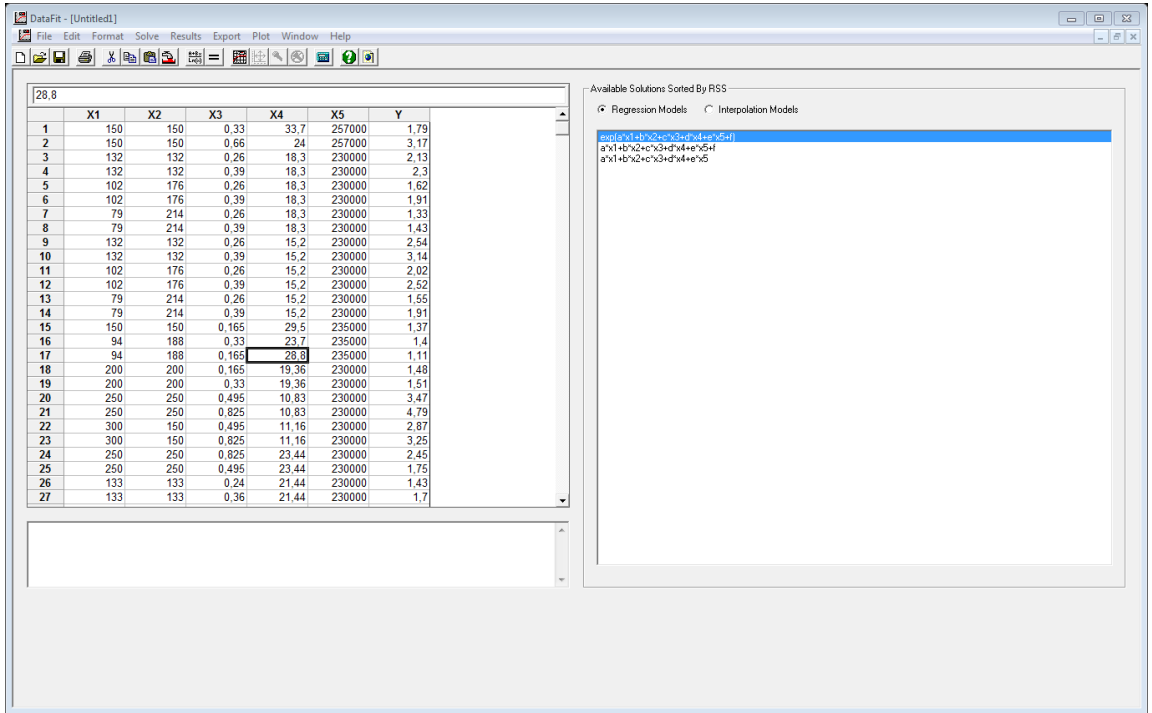 DataFit - [Untitled1]
File Edit Format Solve Results Export Plot Window Help
28,8
X1 X2 X3 X4 X5 Y
1 150 150 0,33 33,7 257000 1,79
2 150 150 0,66 24 257000 3,17
3 132 132 0,26 18,3 230000 2,13
4 132 132 0,39 18,3 230000 2,3
5 102 176 0,26 18,3 230000 1,62
6 102 176 0,39 18,3 230000 1,91
7 79 214 0,26 18,3 230000 1,33
8 79 214 0,39 18,3 230000 1,43
9 132 132 0,26 15,2 230000 2,54
10 132 132 0,39 15,2 230000 3,14
11 102 176 0,26 15,2 230000 2,02
12 102 176 0,39 15,2 230000 2,52
13 79 214 0,26 15,2 230000 1,55
14 79 214 0,39 15,2 230000 1,91
15 150 150 0,165 29,5 235000 1,37
16 94 188 0,33 23,7 235000 1,4
17 94 188 0,165 28,8 235000 1,11
18 200 200 0,165 19,36 230000 1,48
19 200 200 0,33 19,36 230000 1,51
20 250 250 0,495 10,83 230000 3,47
21 250 250 0,825 10,83 230000 4,79
22 300 150 0,495 11,16 230000 2,87
23 300 150 0,825 11,16 230000 3,25
24 250 250 0,825 23,44 230000 2,45
25 250 250 0,495 23,44 230000 1,75
26 133 133 0,24 21,44 230000 1,43
27 133 133 0,36 21,44 230000 1,7
Available Solutions Sorted By RSS
Regression Models Interpolation Models
exp(a*x1+b*x2+c*x3+d*x4+e*x5+f)
a*x1+b*x2+c*x3+d*x4+e*x5+f
a*x1+b*x2+c*x3+d*x4+e*x5